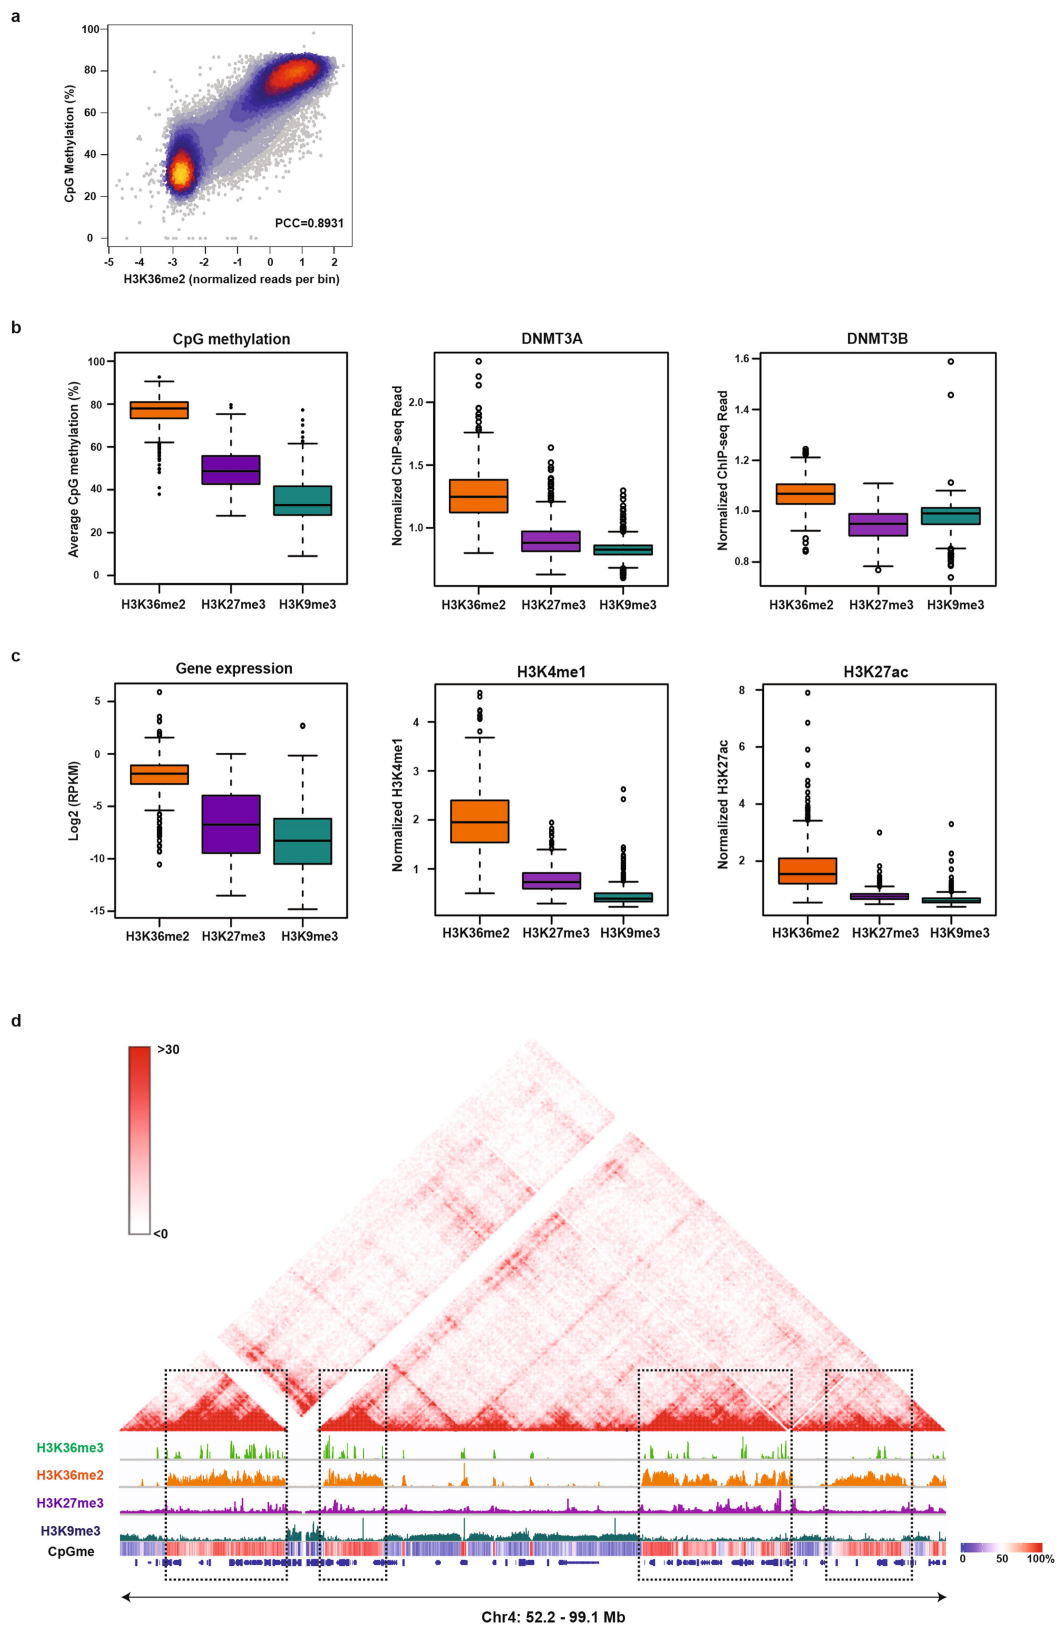 a
100
80
60
40
20
0
CpG Methylation (%)
PCC=0.8931
-5 -4 -3 -2 -1 0 1 2
H3K36me2 (normalized reads per bin)
b
CpG methylation
100
80
60
40
20
0
Average CpG methylation (%)
H3K36me2 H3K27me3 H3K9me3
DNMT3A
2.0
1.5
1.0
Normalized ChIP-seq Read
H3K36me2 H3K27me3 H3K9me3
DNMT3B
1.6
1.4
1.2
1.0
0.8
Normalized ChIP-seq Read
H3K36me2 H3K27me3 H3K9me3
c
Gene expression
5
0
-5
-10
-15
Log2 (RPKM)
H3K36me2 H3K27me3 H3K9me3
H3K4me1
4
3
2
1
Normalized H3K4me1
H3K36me2 H3K27me3 H3K9me3
H3K27ac
8
6
4
2
Normalized H3K27ac
H3K36me2 H3K27me3 H3K9me3
d
>30
<0
H3K36me3
H3K36me2
H3K27me3
H3K9me3
CpGme
0 50 100%
Chr4: 52.2 - 99.1 Mb